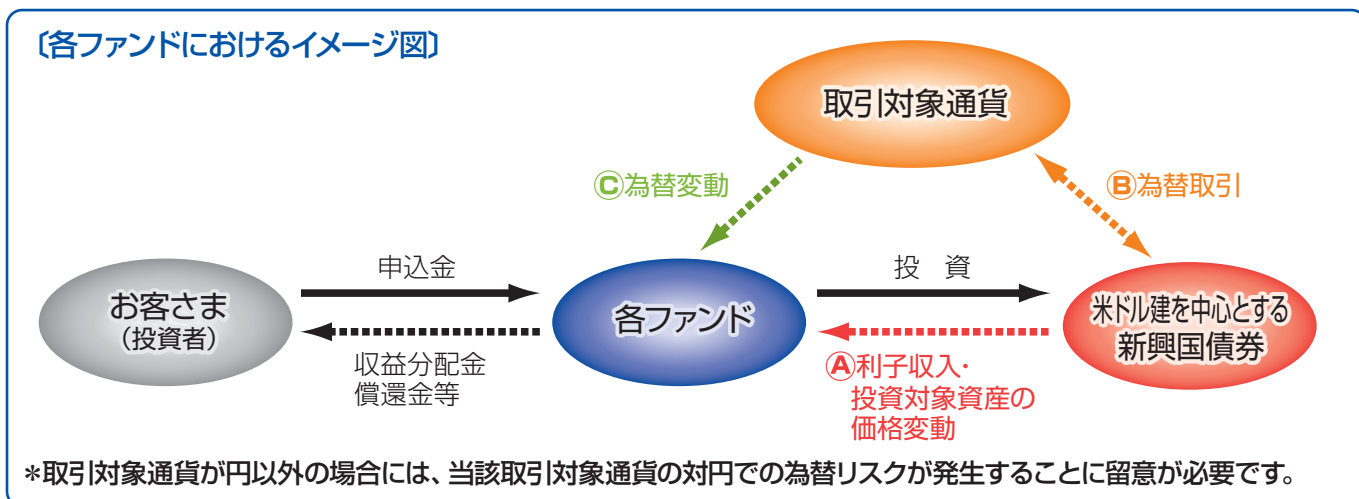 〔各ファンドにおけるイメージ図〕
取引対象通貨
Ⓒ為替変動
Ⓑ為替取引
申込金
投 資
お客さま
(投資者)
各ファンド
米ドル建を中心とする
新興国債券
収益分配金
償還金等
Ⓐ利子収入・
投資対象資産の
価格変動
*取引対象通貨が円以外の場合には、当該取引対象通貨の対円での為替リスクが発生することに留意が必要です。